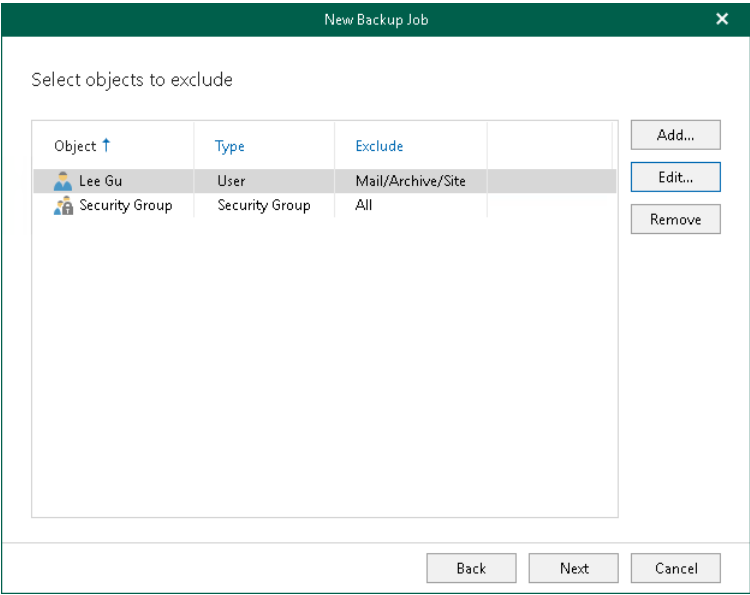 New Backup Job
Select objects to exclude
Object Type Exclude
Lee Gu User Mail/Archive/Site
Security Group Security Group All
Add...
Edit...
Remove
Back Next Cancel